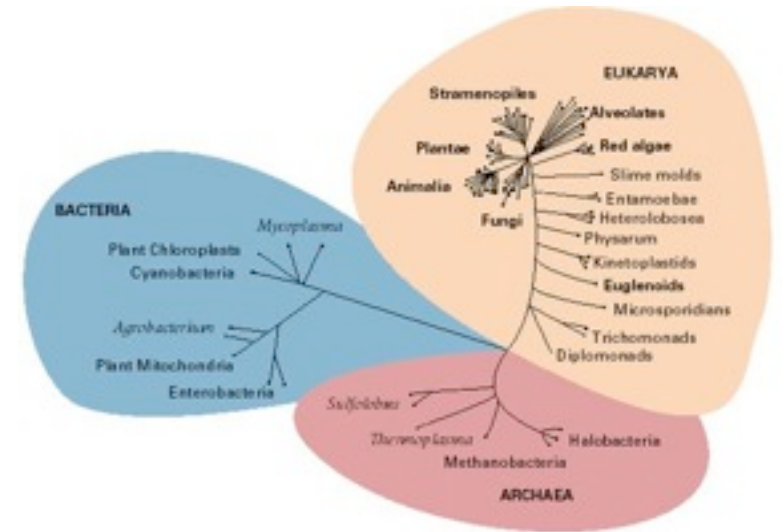 EUKARYA
Stramenopiles
Alveolates
Plantae
Red algae
Animalia
Slime molds
Entamoebae
Fungi
Heterolobosea
Physarum
Kinetoplastids
Euglenoids
Microsporidians
Trichomonads
Diplomonads
BACTERIA
Mycoplasma
Plant Chloroplasts
Cyanobacteria
Agrobacterium
Plant Mitochondria
Enterobacteria
Sulfolobus
Thermoplasma
Halobacteria
Methanobacteria
ARCHAEA